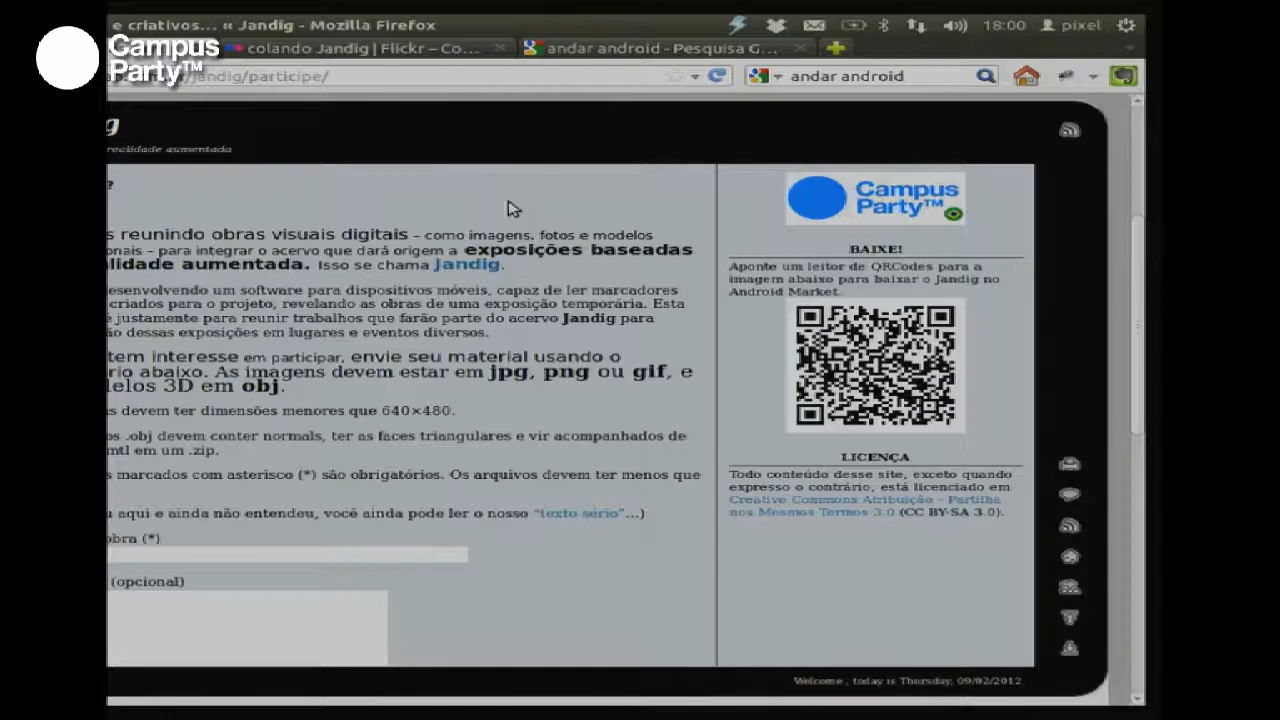 e criativos... « Jandig - Mozilla Firefox
18:00 pixel
Campus
Party™
colando Jandig | Flickr – Co...
andar android - Pesquisa G...
/jandig/participe/
andar android
g
realidade aumentada
?
s reunindo obras visuais digitais – como imagens, fotos e modelos
onais – para integrar o acervo que dará origem a exposições baseadas
alidade aumentada. Isso se chama Jandig.
desenvolvendo um software para dispositivos móveis, capaz de ler marcadores
criados para o projeto, revelando as obras de uma exposição temporária. Esta
é justamente para reunir trabalhos que farão parte do acervo Jandig para
ão dessas exposições em lugares e eventos diversos.
tem interesse em participar, envie seu material usando o
rio abaixo. As imagens devem estar em jpg, png ou gif, e
delos 3D em obj.
s devem ter dimensões menores que 640×480.
os .obj devem conter normals, ter as faces triangulares e vir acompanhados de
mtl em um .zip.
s marcados com asterisco (*) são obrigatórios. Os arquivos devem ter menos que
u aqui e ainda não entendeu, você ainda pode ler o nosso "texto sério"...)
obra (*)
(opcional)
Campus
Party™
BAIXE!
Aponte um leitor de QRCodes para a
imagem abaixo para baixar o Jandig no
Android Market.
LICENÇA
Todo conteúdo desse site, exceto quando
expresso o contrário, está licenciado em
Creative Commons Atribuição - Partilha
nos Mesmos Termos 3.0 (CC BY-SA 3.0).
Welcome , today is Thursday, 09/02/2012